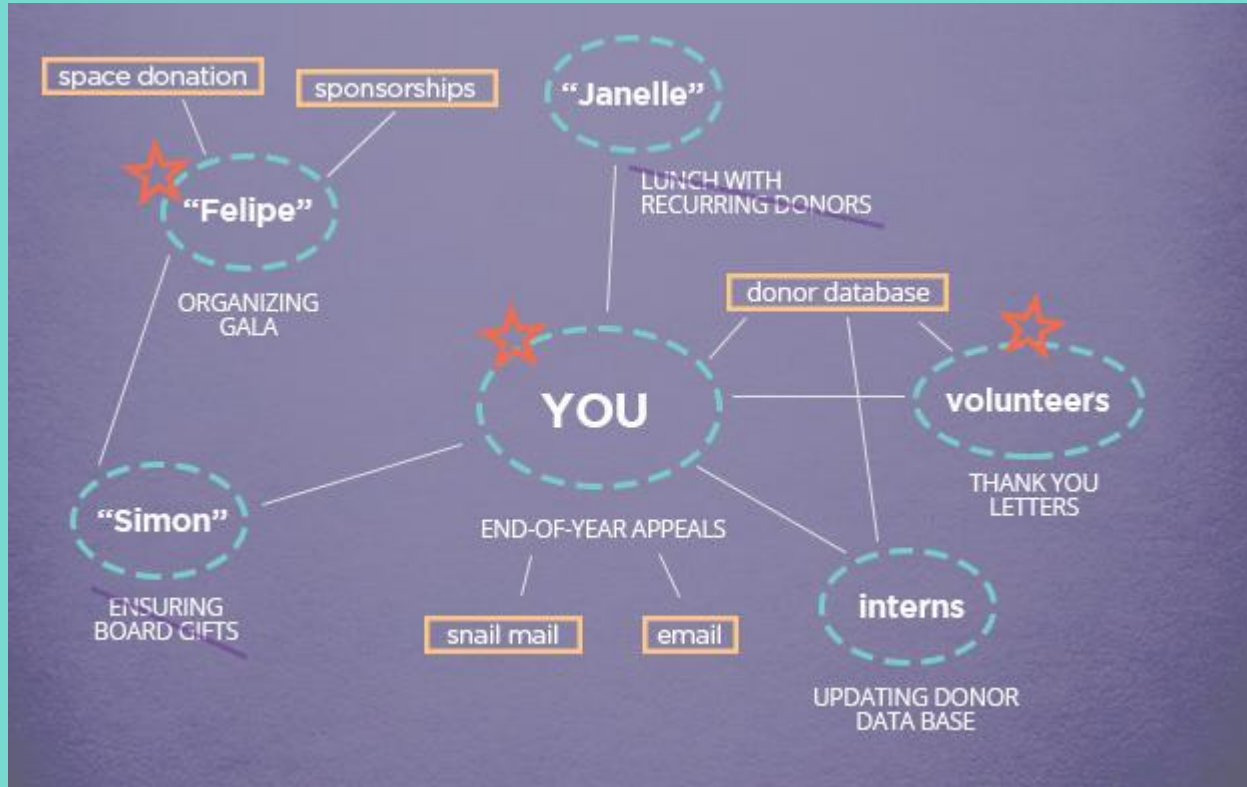 space donation
sponsorships
“Janelle”
“Felipe”
LUNCH WITH
RECURRING DONORS
ORGANIZING
GALA
donor database
YOU
volunteers
THANK YOU
LETTERS
“Simon”
END-OF-YEAR APPEALS
ENSURING
BOARD GIFTS
snail mail
email
interns
UPDATING DONOR
DATA BASE